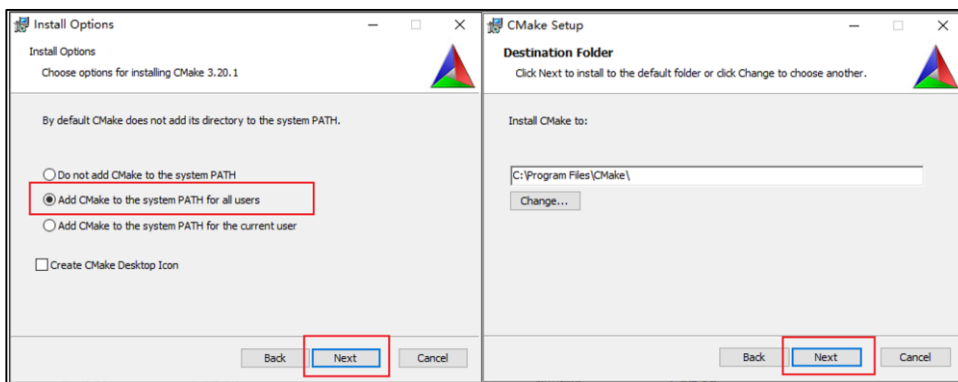 Install Options
Install Options
Choose options for installing CMake 3.20.1
By default CMake does not add its directory to the system PATH.
Do not add CMake to the system PATH
Add CMake to the system PATH for all users
Add CMake to the system PATH for the current user
Create CMake Desktop Icon
Back Next Cancel
CMake Setup
Destination Folder
Click Next to install to the default folder or click Change to choose another.
Install CMake to:
C:\Program Files\CMake\
Change...
Back Next Cancel